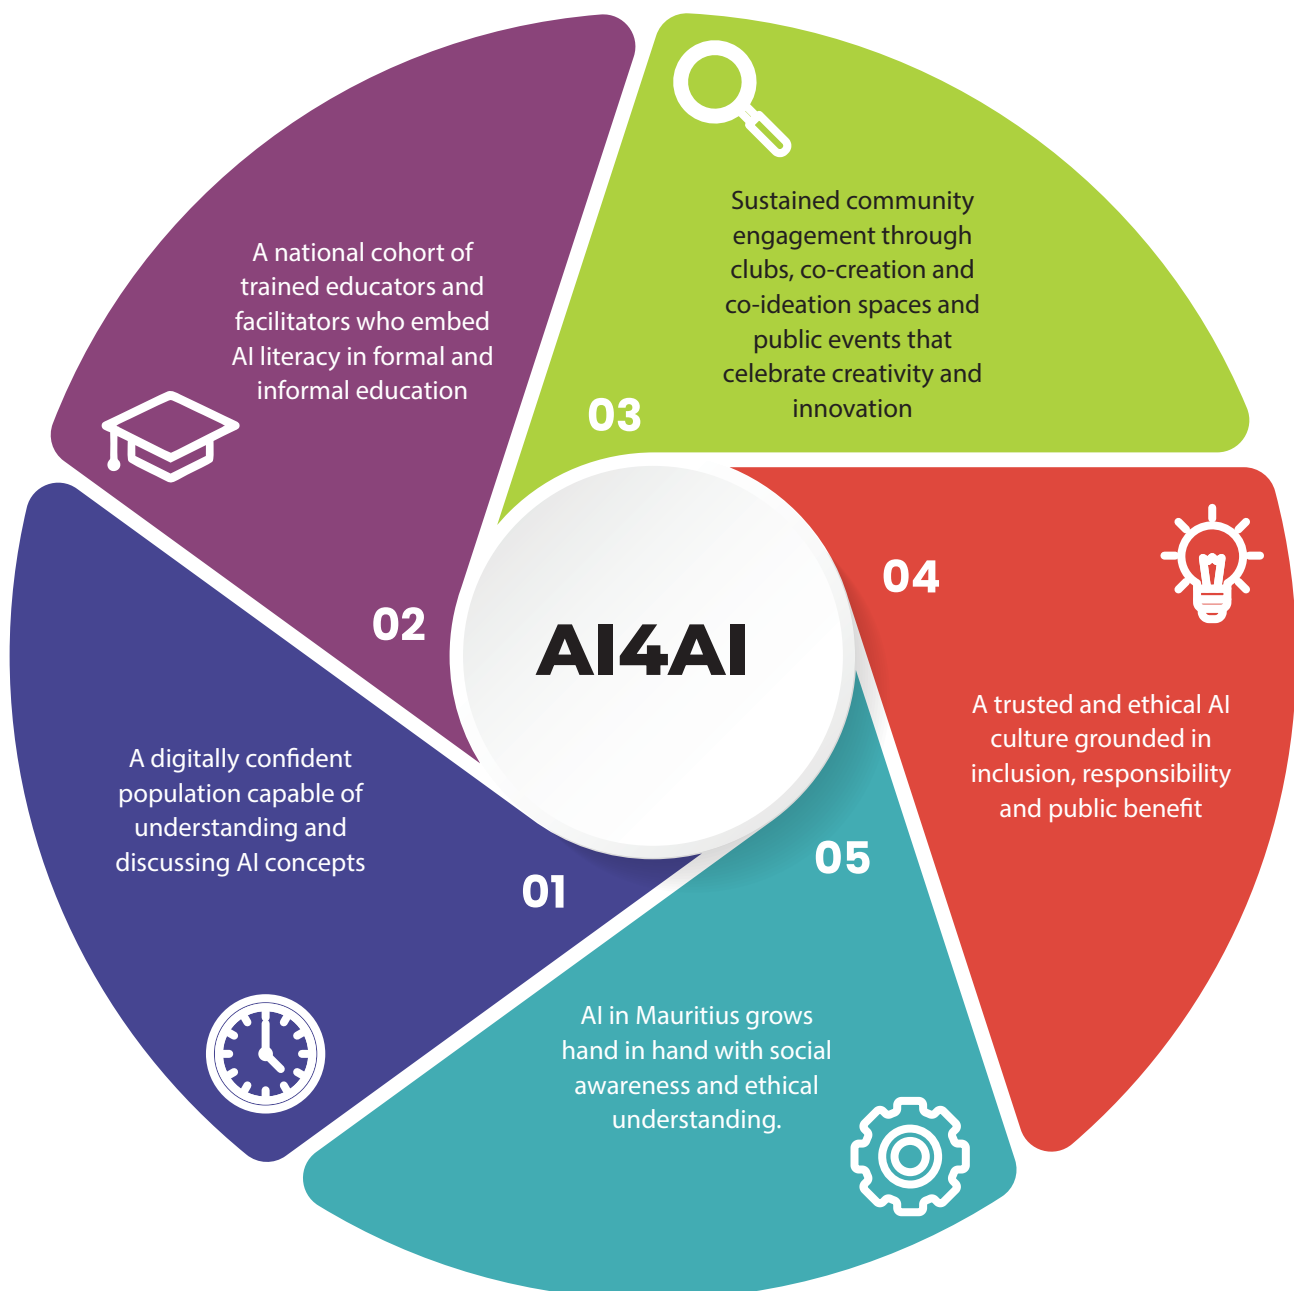 AI4AI
01
A digitally confident
population capable of
understanding and
discussing AI concepts
02
A national cohort of
trained educators and
facilitators who embed
AI literacy in formal and
informal education
03
Sustained community
engagement through
clubs, co-creation and
co-ideation spaces and
public events that
celebrate creativity and
innovation
04
A trusted and ethical AI
culture grounded in
inclusion, responsibility
and public benefit
05
AI in Mauritius grows
hand in hand with social
awareness and ethical
understanding.